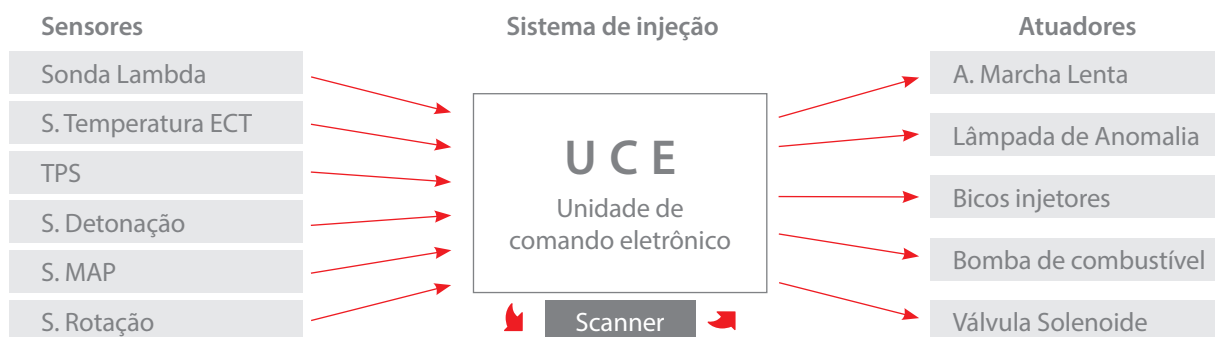 Sensores
Sonda Lambda
S. Temperatura ECT
TPS
S. Detonação
S. MAP
S. Rotação
Sistema de injeção
U C E
Unidade de
comando eletrônico
Scanner
Atuadores
A. Marcha Lenta
Lâmpada de Anomalia
Bicos injetores
Bomba de combustível
Válvula Solenoide